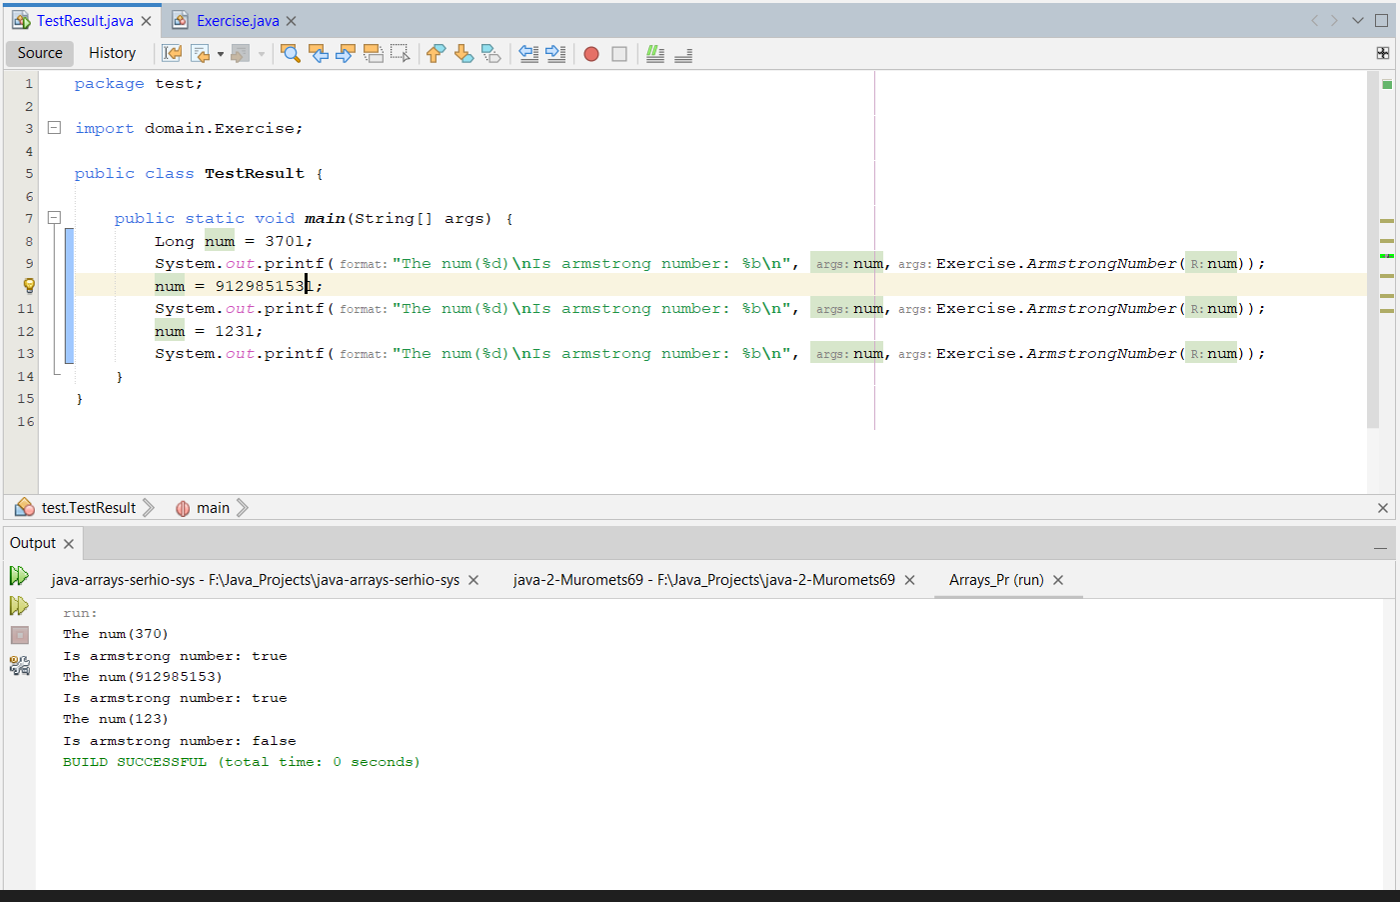 TestResult.java Exercise.java
Source History
1 package test;
2
3 import domain.Exercise;
4
5 public class TestResult {
6
7 public static void main(String[] args) {
8 Long num = 370l;
9 System.out.printf(format:"The num(%d)\nIs armstrong number: %b\n", args:num,args:Exercise.ArmstrongNumber(R:num));
num = 912985153l;
11 System.out.printf(format:"The num(%d)\nIs armstrong number: %b\n", args:num,args:Exercise.ArmstrongNumber(R:num));
12 num = 123l;
13 System.out.printf(format:"The num(%d)\nIs armstrong number: %b\n", args:num,args:Exercise.ArmstrongNumber(R:num));
14 }
15 }
16
test.TestResult main
Output
java-arrays-serhio-sys - F:\Java_Projects\java-arrays-serhio-sys java-2-Muromets69 - F:\Java_Projects\java-2-Muromets69 Arrays_Pr (run)
run:
The num(370)
Is armstrong number: true
The num(912985153)
Is armstrong number: true
The num(123)
Is armstrong number: false
BUILD SUCCESSFUL (total time: 0 seconds)